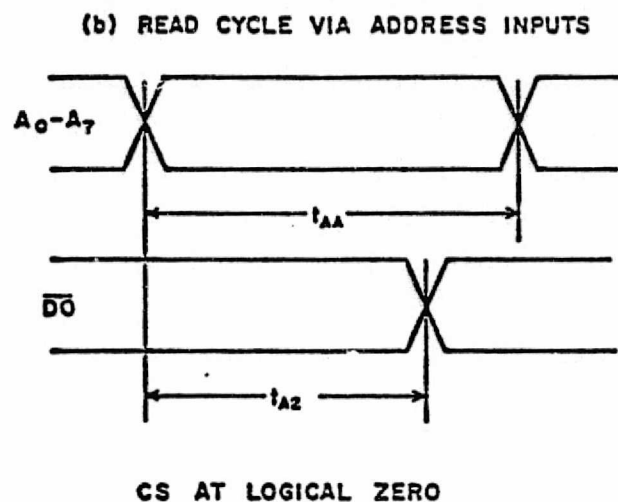 (b) READ CYCLE VIA ADDRESS INPUTS
A0-A7
tAA
DO
tA2
CS AT LOGICAL ZERO